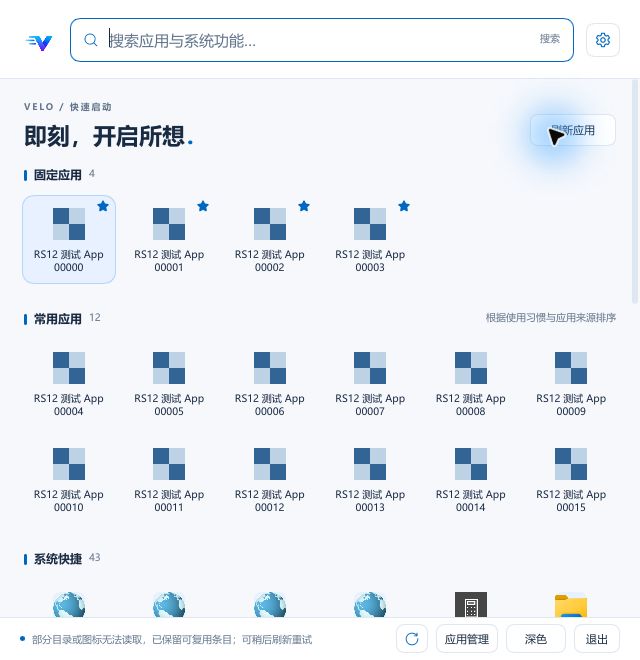 搜索应用与系统功能...
搜索
VELO / 快速启动
即刻，开启所想.
刷新应用
固定应用 4
RS12 测试 App 00000
RS12 测试 App 00001
RS12 测试 App 00002
RS12 测试 App 00003
常用应用 12
根据使用习惯与应用来源排序
RS12 测试 App 00004
RS12 测试 App 00005
RS12 测试 App 00006
RS12 测试 App 00007
RS12 测试 App 00008
RS12 测试 App 00009
RS12 测试 App 00010
RS12 测试 App 00011
RS12 测试 App 00012
RS12 测试 App 00013
RS12 测试 App 00014
RS12 测试 App 00015
系统快捷 43
部分目录或图标无法读取，已保留可复用条目；可稍后刷新重试
应用管理
深色
退出